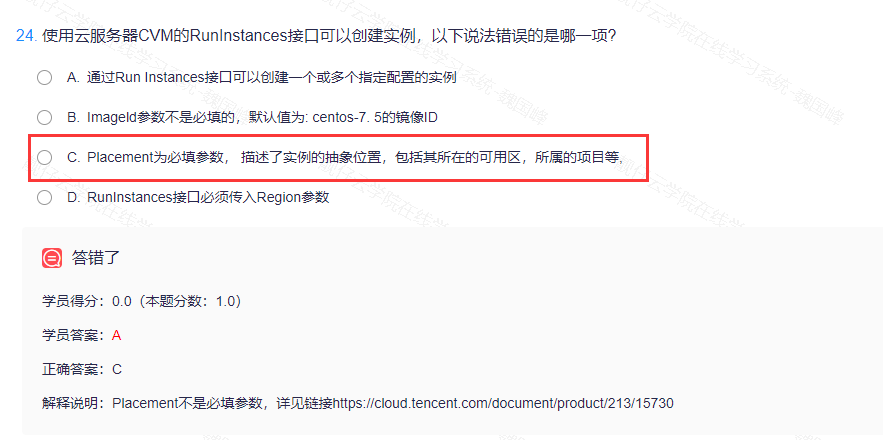 24. 使用云服务器CVM的RunInstances接口可以创建实例，以下说法错误的是哪一项?
A. 通过Run Instances接口可以创建一个或多个指定配置的实例
B. ImageId参数不是必填的，默认值为: centos-7. 5的镜像ID
C. Placement为必填参数， 描述了实例的抽象位置，包括其所在的可用区，所属的项目等,
D. RunInstances接口必须传入Region参数
答错了
学员得分：0.0（本题分数：1.0）
学员答案：A
正确答案：C
解释说明：Placement不是必填参数，详见链接https://cloud.tencent.com/document/product/213/15730